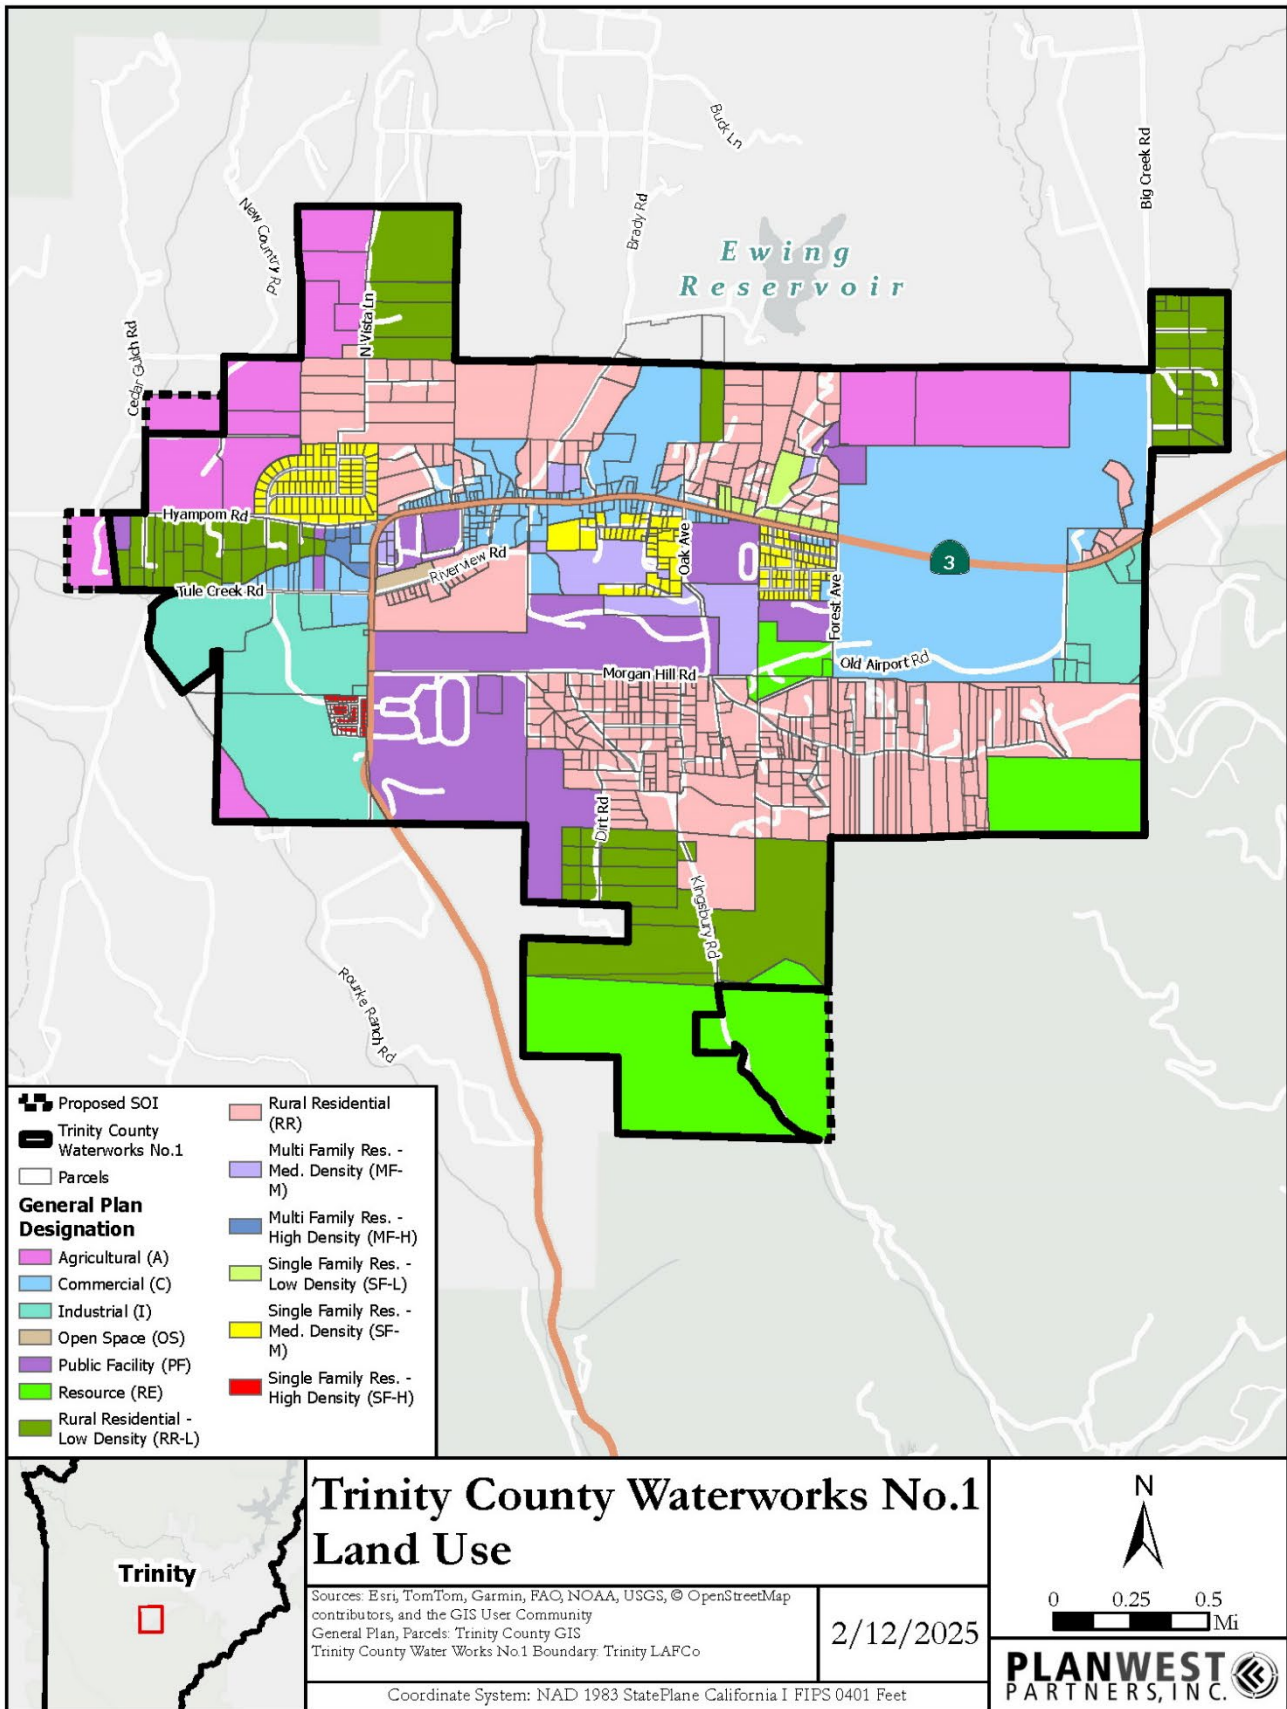 Buck Ln
Big Creek Rd
New Country Rd
Brady Rd
Ewing
Reservoir
N Vista Ln
Cedar Gulch Rd
Hyampom Rd
Oak Ave
Riverview Rd
3
Tule Creek Rd
Forest Ave
Old Airport Rd
Morgan Hill Rd
Dirt Rd
Kingsbury Rd
Rourke Ranch Rd
Proposed SOI
Trinity County
Waterworks No.1
Parcels
General Plan
Designation
Agricultural (A)
Commercial (C)
Industrial (I)
Open Space (OS)
Public Facility (PF)
Resource (RE)
Rural Residential -
Low Density (RR-L)
Rural Residential
(RR)
Multi Family Res. -
Med. Density (MF-
M)
Multi Family Res. -
High Density (MF-H)
Single Family Res. -
Low Density (SF-L)
Single Family Res. -
Med. Density (SF-
M)
Single Family Res. -
High Density (SF-H)
Trinity
Trinity County Waterworks No.1
Land Use
Sources: Esri, TomTom, Garmin, FAO, NOAA, USGS, © OpenStreetMap
contributors, and the GIS User Community
General Plan, Parcels: Trinity County GIS
Trinity County Water Works No.1 Boundary: Trinity LAFCo
2/12/2025
Coordinate System: NAD 1983 StatePlane California I FIPS 0401 Feet
N
0 0.25 0.5
Mi
PLANWEST
PARTNERS, INC.